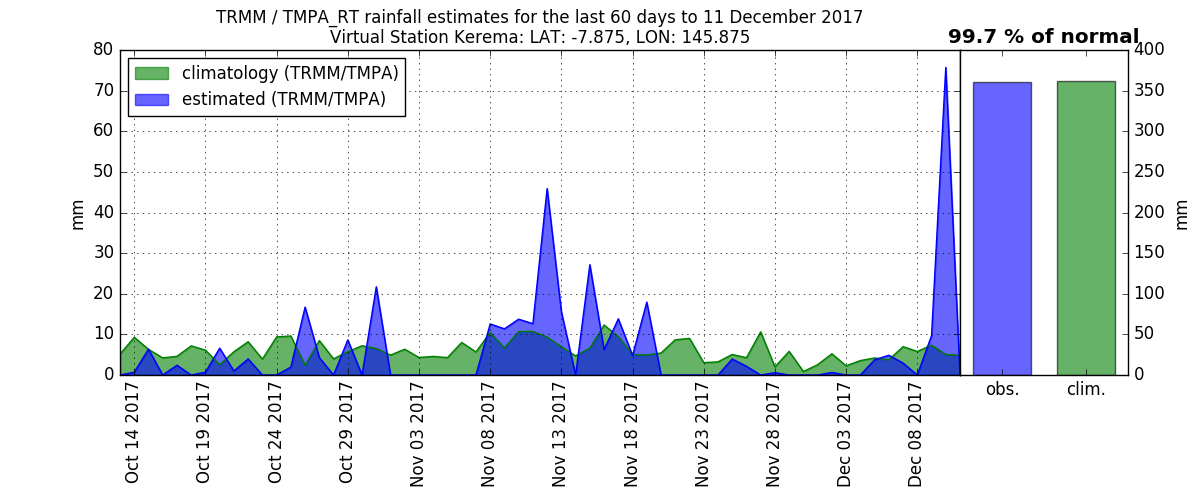 TRMM / TMPA_RT rainfall estimates for the last 60 days to 11 December 2017
Virtual Station Kerema: LAT: -7.875, LON: 145.875
99.7 % of normal
climatology (TRMM/TMPA)
estimated (TRMM/TMPA)
80
70
60
50
40
30
20
10
0
mm
400
350
300
250
200
150
100
50
0
mm
Oct 14 2017
Oct 19 2017
Oct 24 2017
Oct 29 2017
Nov 03 2017
Nov 08 2017
Nov 13 2017
Nov 18 2017
Nov 23 2017
Nov 28 2017
Dec 03 2017
Dec 08 2017
obs.
clim.